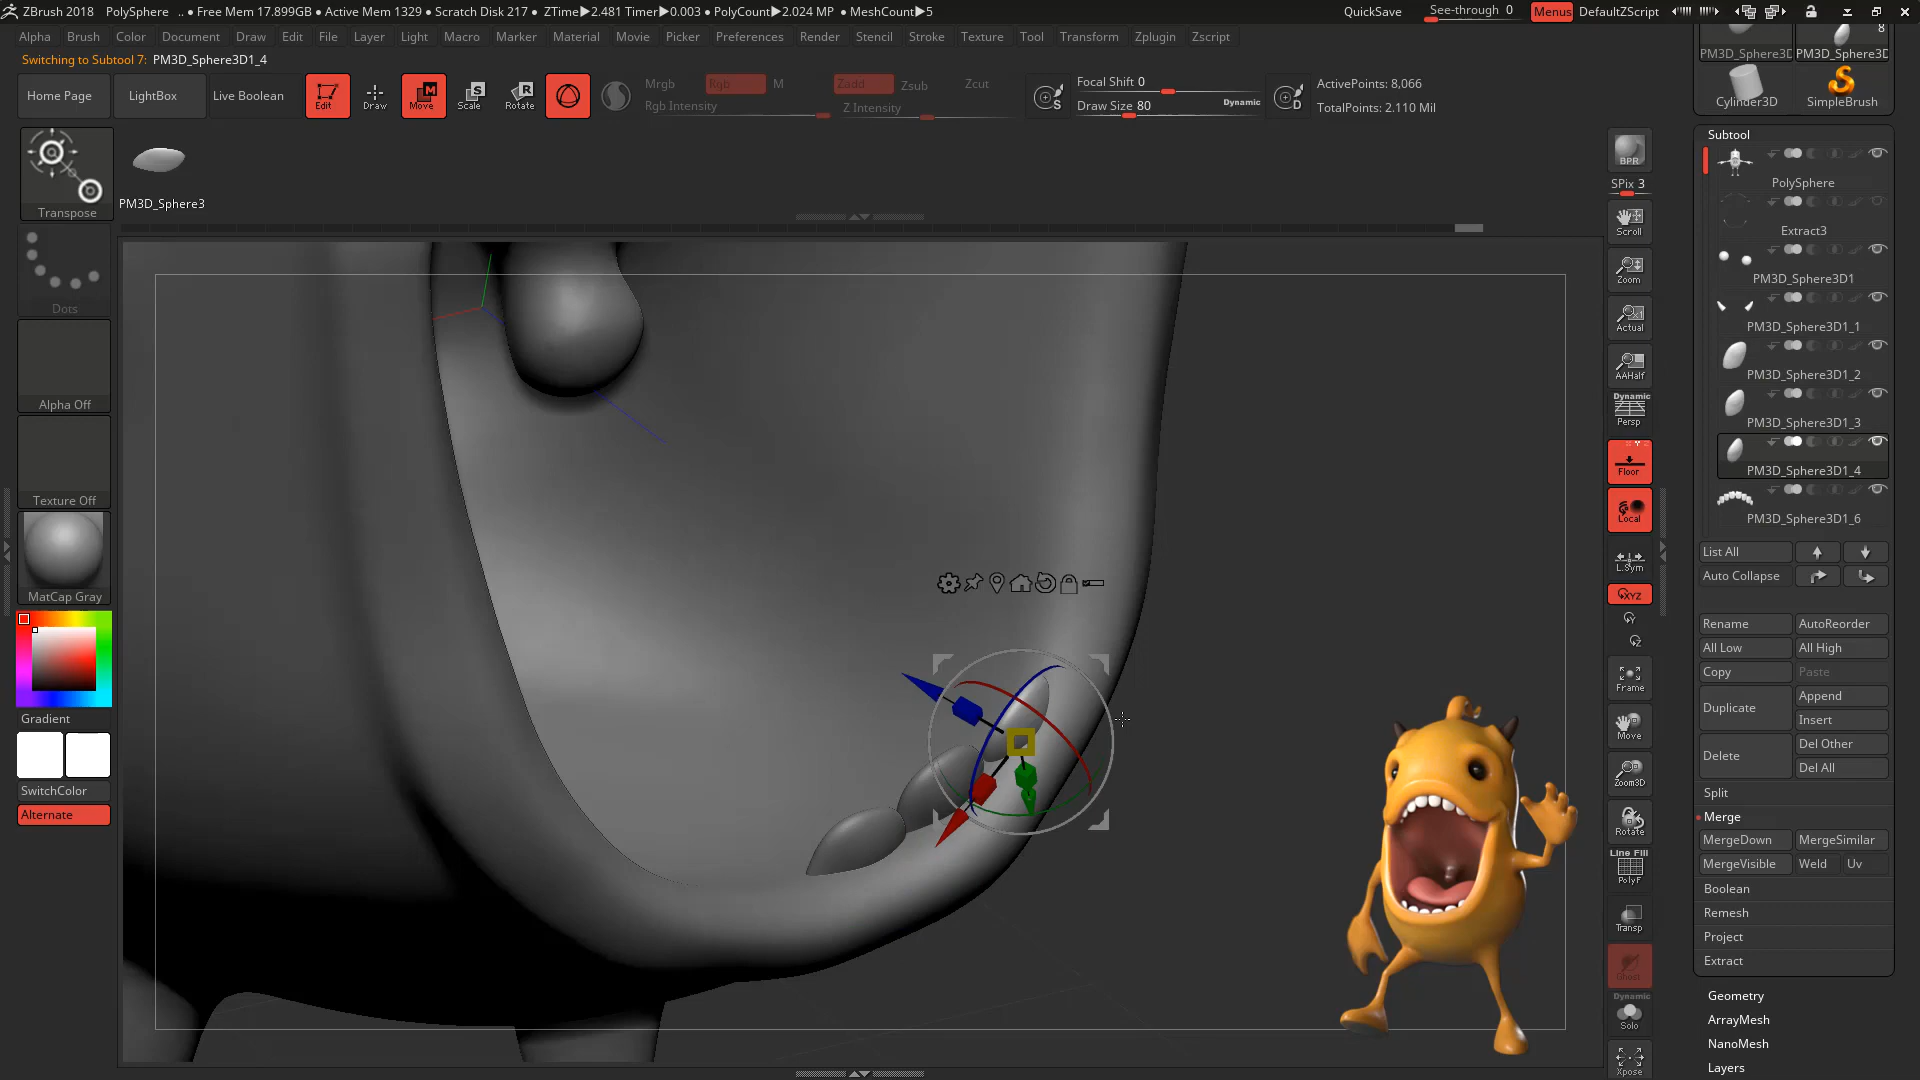 ZBrush 2018 PolySphere .. ● Free Mem 17.899GB ● Active Mem 1329 ● Scratch Disk 217 ● ZTime▶2.481 Timer▶0.003 ● PolyCount▶2.024 MP ● MeshCount▶5 QuickSave See-through 0 Menus DefaultZScript
Alpha Brush Color Document Draw Edit File Layer Light Macro Marker Material Movie Picker Preferences Render Stencil Stroke Texture Tool Transform Zplugin Zscript
Switching to Subtool 7: PM3D_Sphere3D1_4
Home Page LightBox Live Boolean Edit Draw Move Scale Rotate
Mrgb Rgb M Zadd Zsub Zcut
Rgb Intensity Z Intensity
Focal Shift 0
Draw Size 80 Dynamic
S D
ActivePoints: 8,066
TotalPoints: 2.110 Mil
Transpose
PM3D_Sphere3
Dots
Alpha Off
Texture Off
MatCap Gray
Gradient
SwitchColor
Alternate
BPR
SPix 3
Scroll
Zoom
Actual
AAHalf
Dynamic
Persp
Floor
Local
L.Sym
XYZ
Frame
Move
Zoom3D
Rotate
Line Fill
PolyF
Transp
Ghost
Dynamic
Solo
Xpose
8
PM3D_Sphere3D PM3D_Sphere3D
Cylinder3D SimpleBrush
Subtool
PolySphere
Extract3
PM3D_Sphere3D1
PM3D_Sphere3D1_1
PM3D_Sphere3D1_2
PM3D_Sphere3D1_3
PM3D_Sphere3D1_4
PM3D_Sphere3D1_6
List All
Auto Collapse
Rename AutoReorder
All Low All High
Copy Paste
Duplicate Append
Insert
Delete Del Other
Del All
Split
Merge
MergeDown MergeSimilar
MergeVisible Weld Uv
Boolean
Remesh
Project
Extract
Geometry
ArrayMesh
NanoMesh
Layers